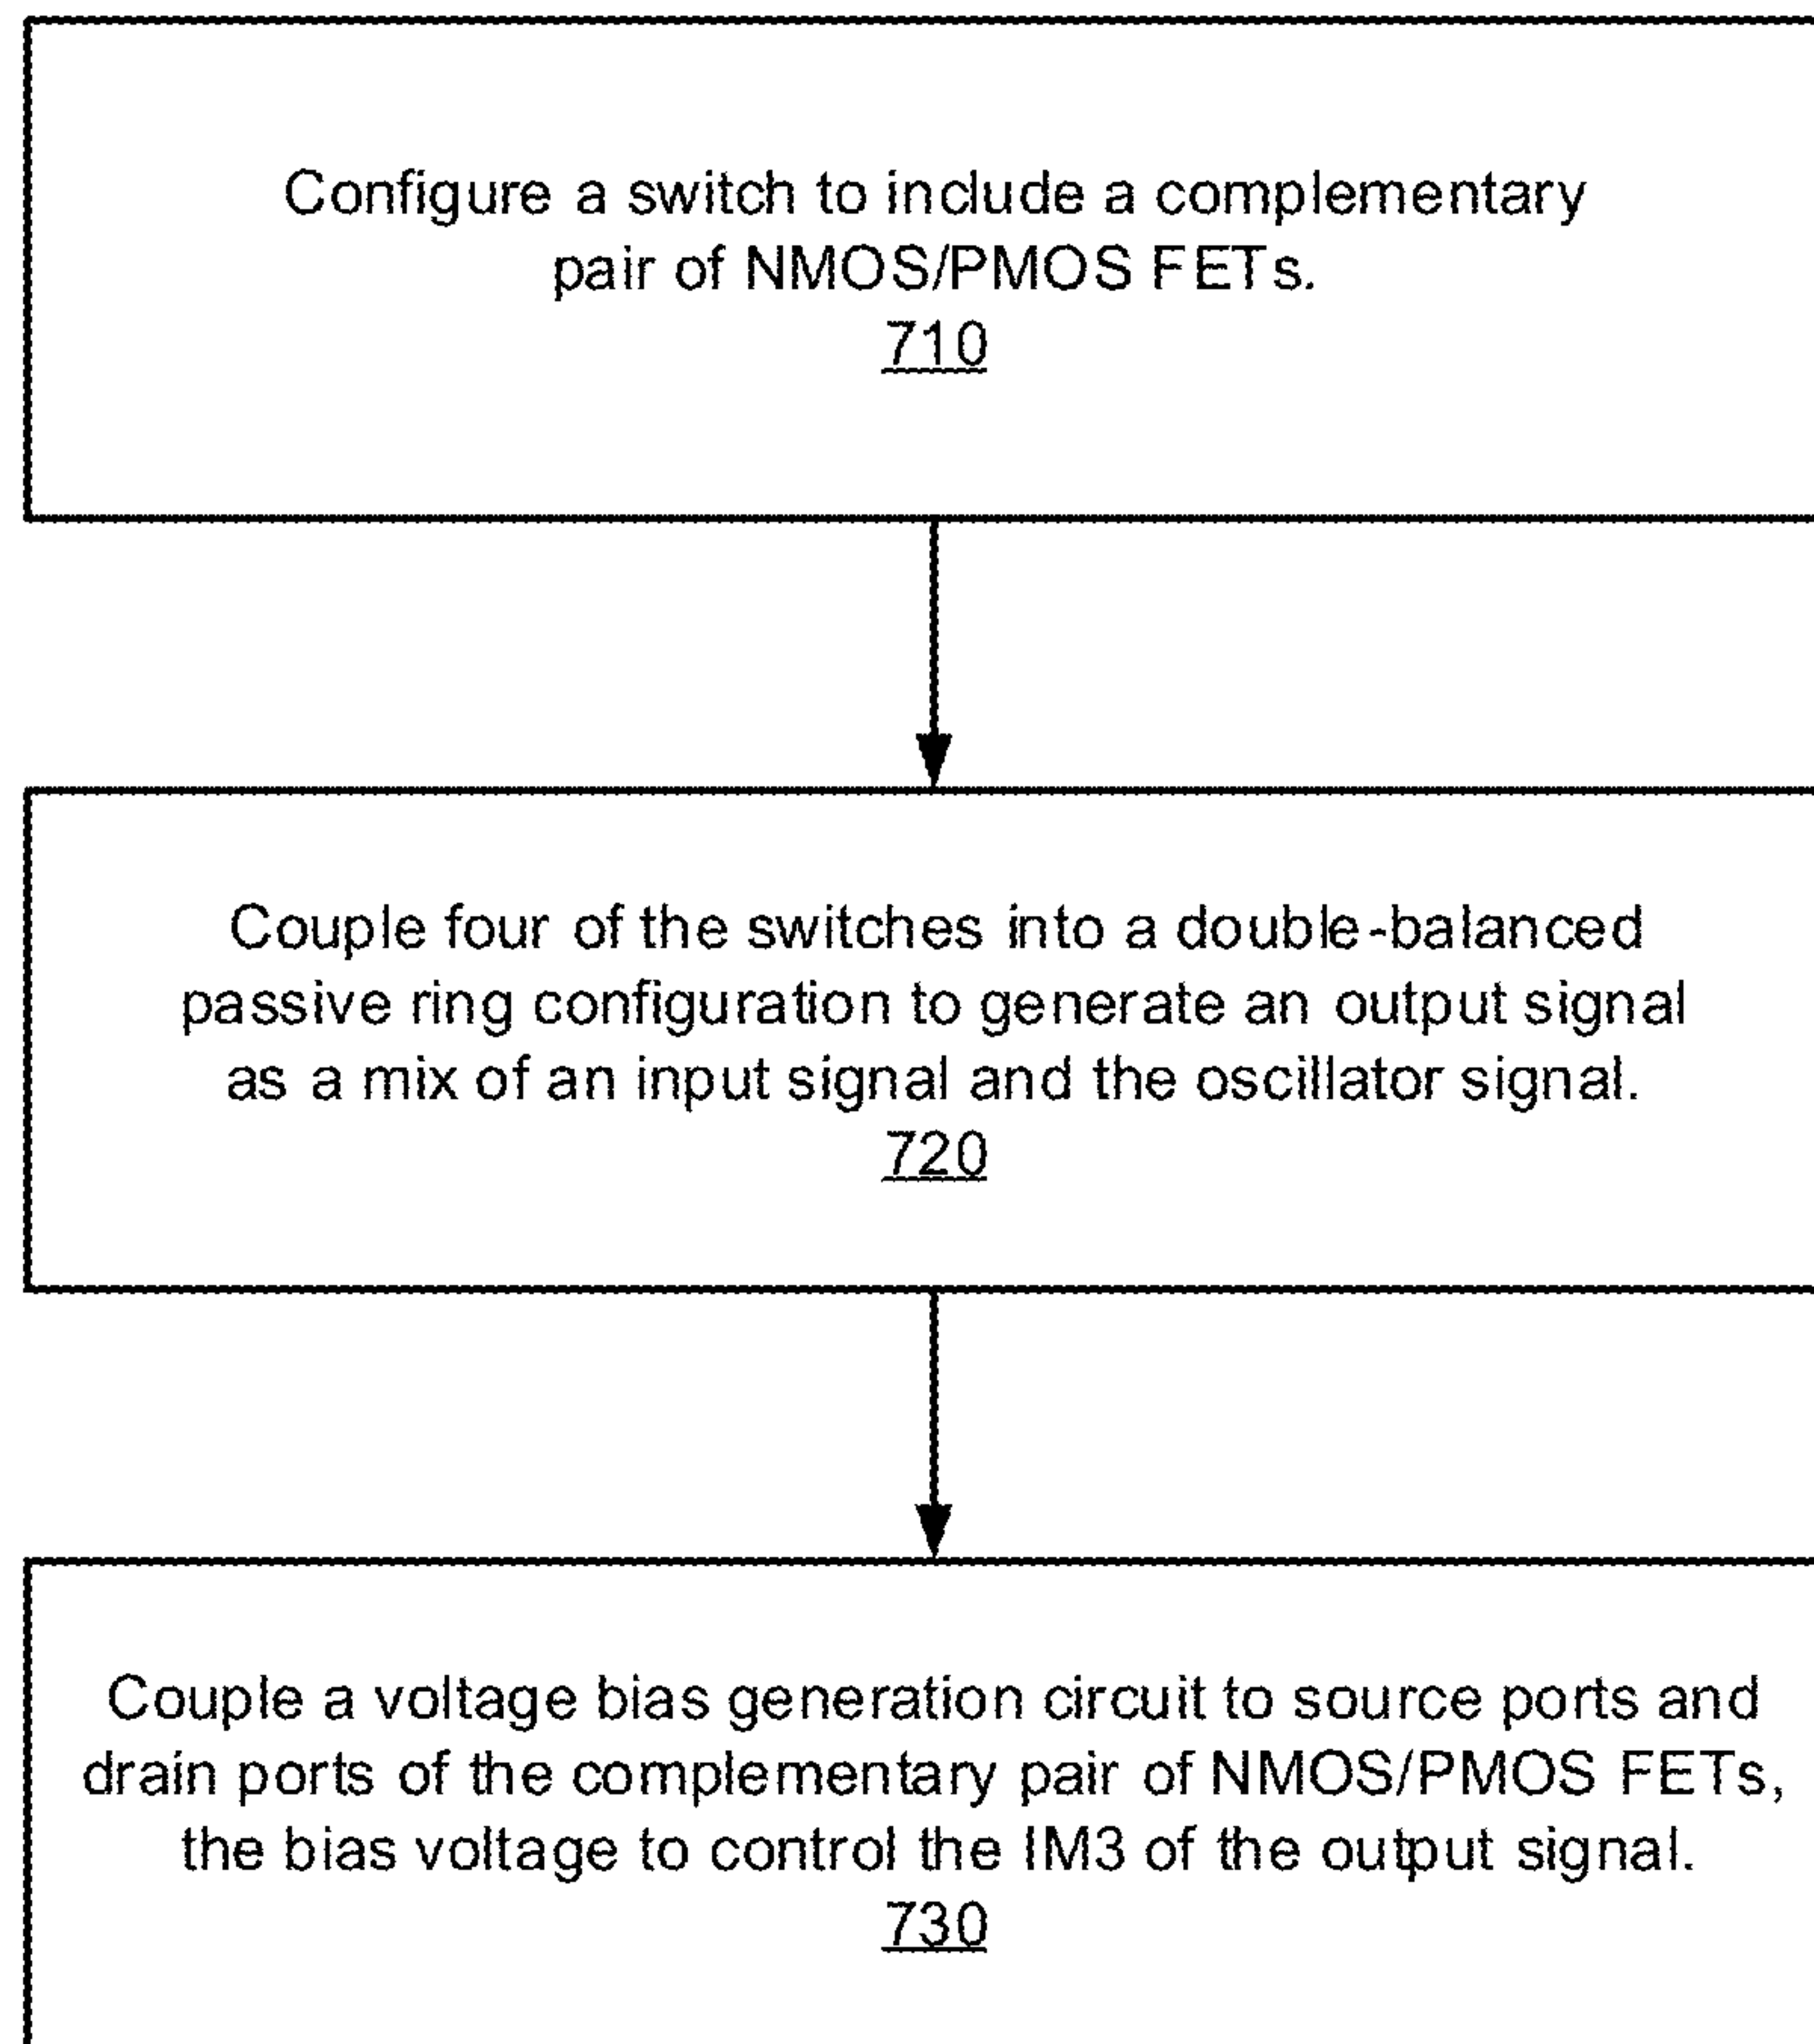 Configure a switch to include a complementary
pair of NMOS/PMOS FETs.
710
Couple four of the switches into a double-balanced
passive ring configuration to generate an output signal
as a mix of an input signal and the oscillator signal.
720
Couple a voltage bias generation circuit to source ports and
drain ports of the complementary pair of NMOS/PMOS FETs,
the bias voltage to control the IM3 of the output signal.
730